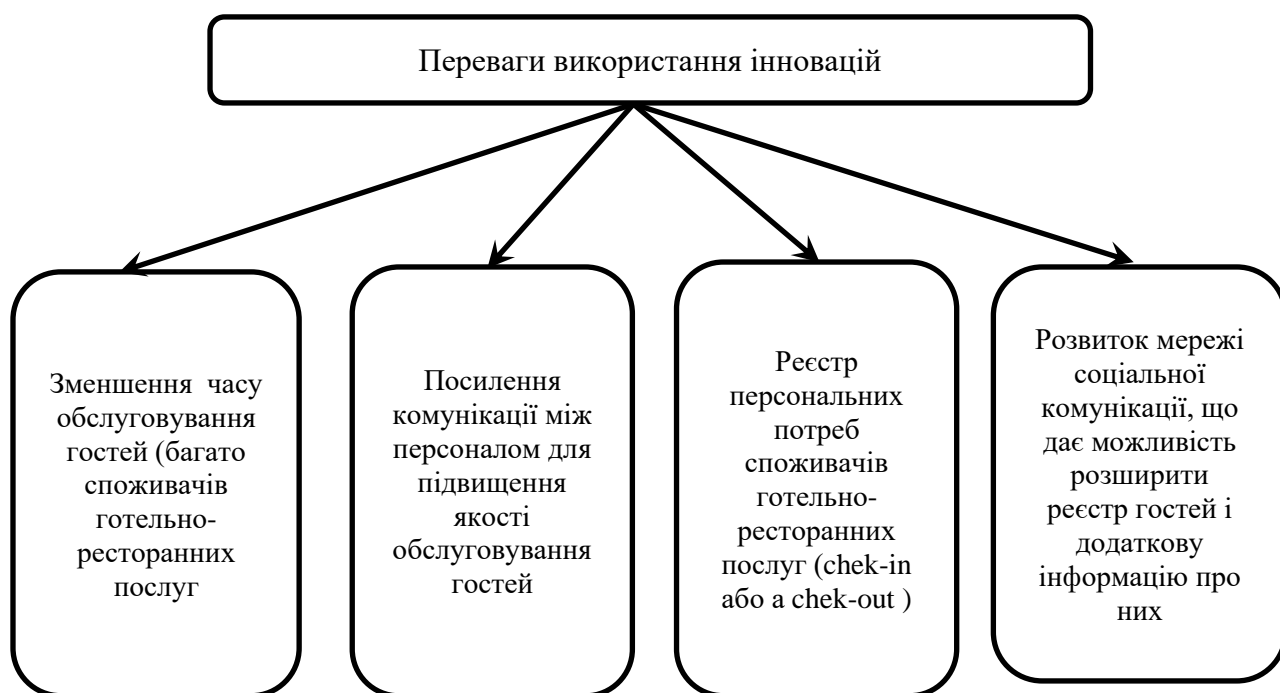 Переваги використання інновацій
Зменшення часу
обслуговування
гостей (багато
споживачів
готельно-
ресторанних
послуг
Посилення
комунікації між
персоналом для
підвищення
якості
обслуговування
гостей
Реєстр
персональних
потреб
споживачів
готельно-
ресторанних
послуг (chek-in
або a chek-out )
Розвиток мережі
соціальної
комунікації, що
дає можливість
розширити
реєстр гостей і
додаткову
інформацію про
них